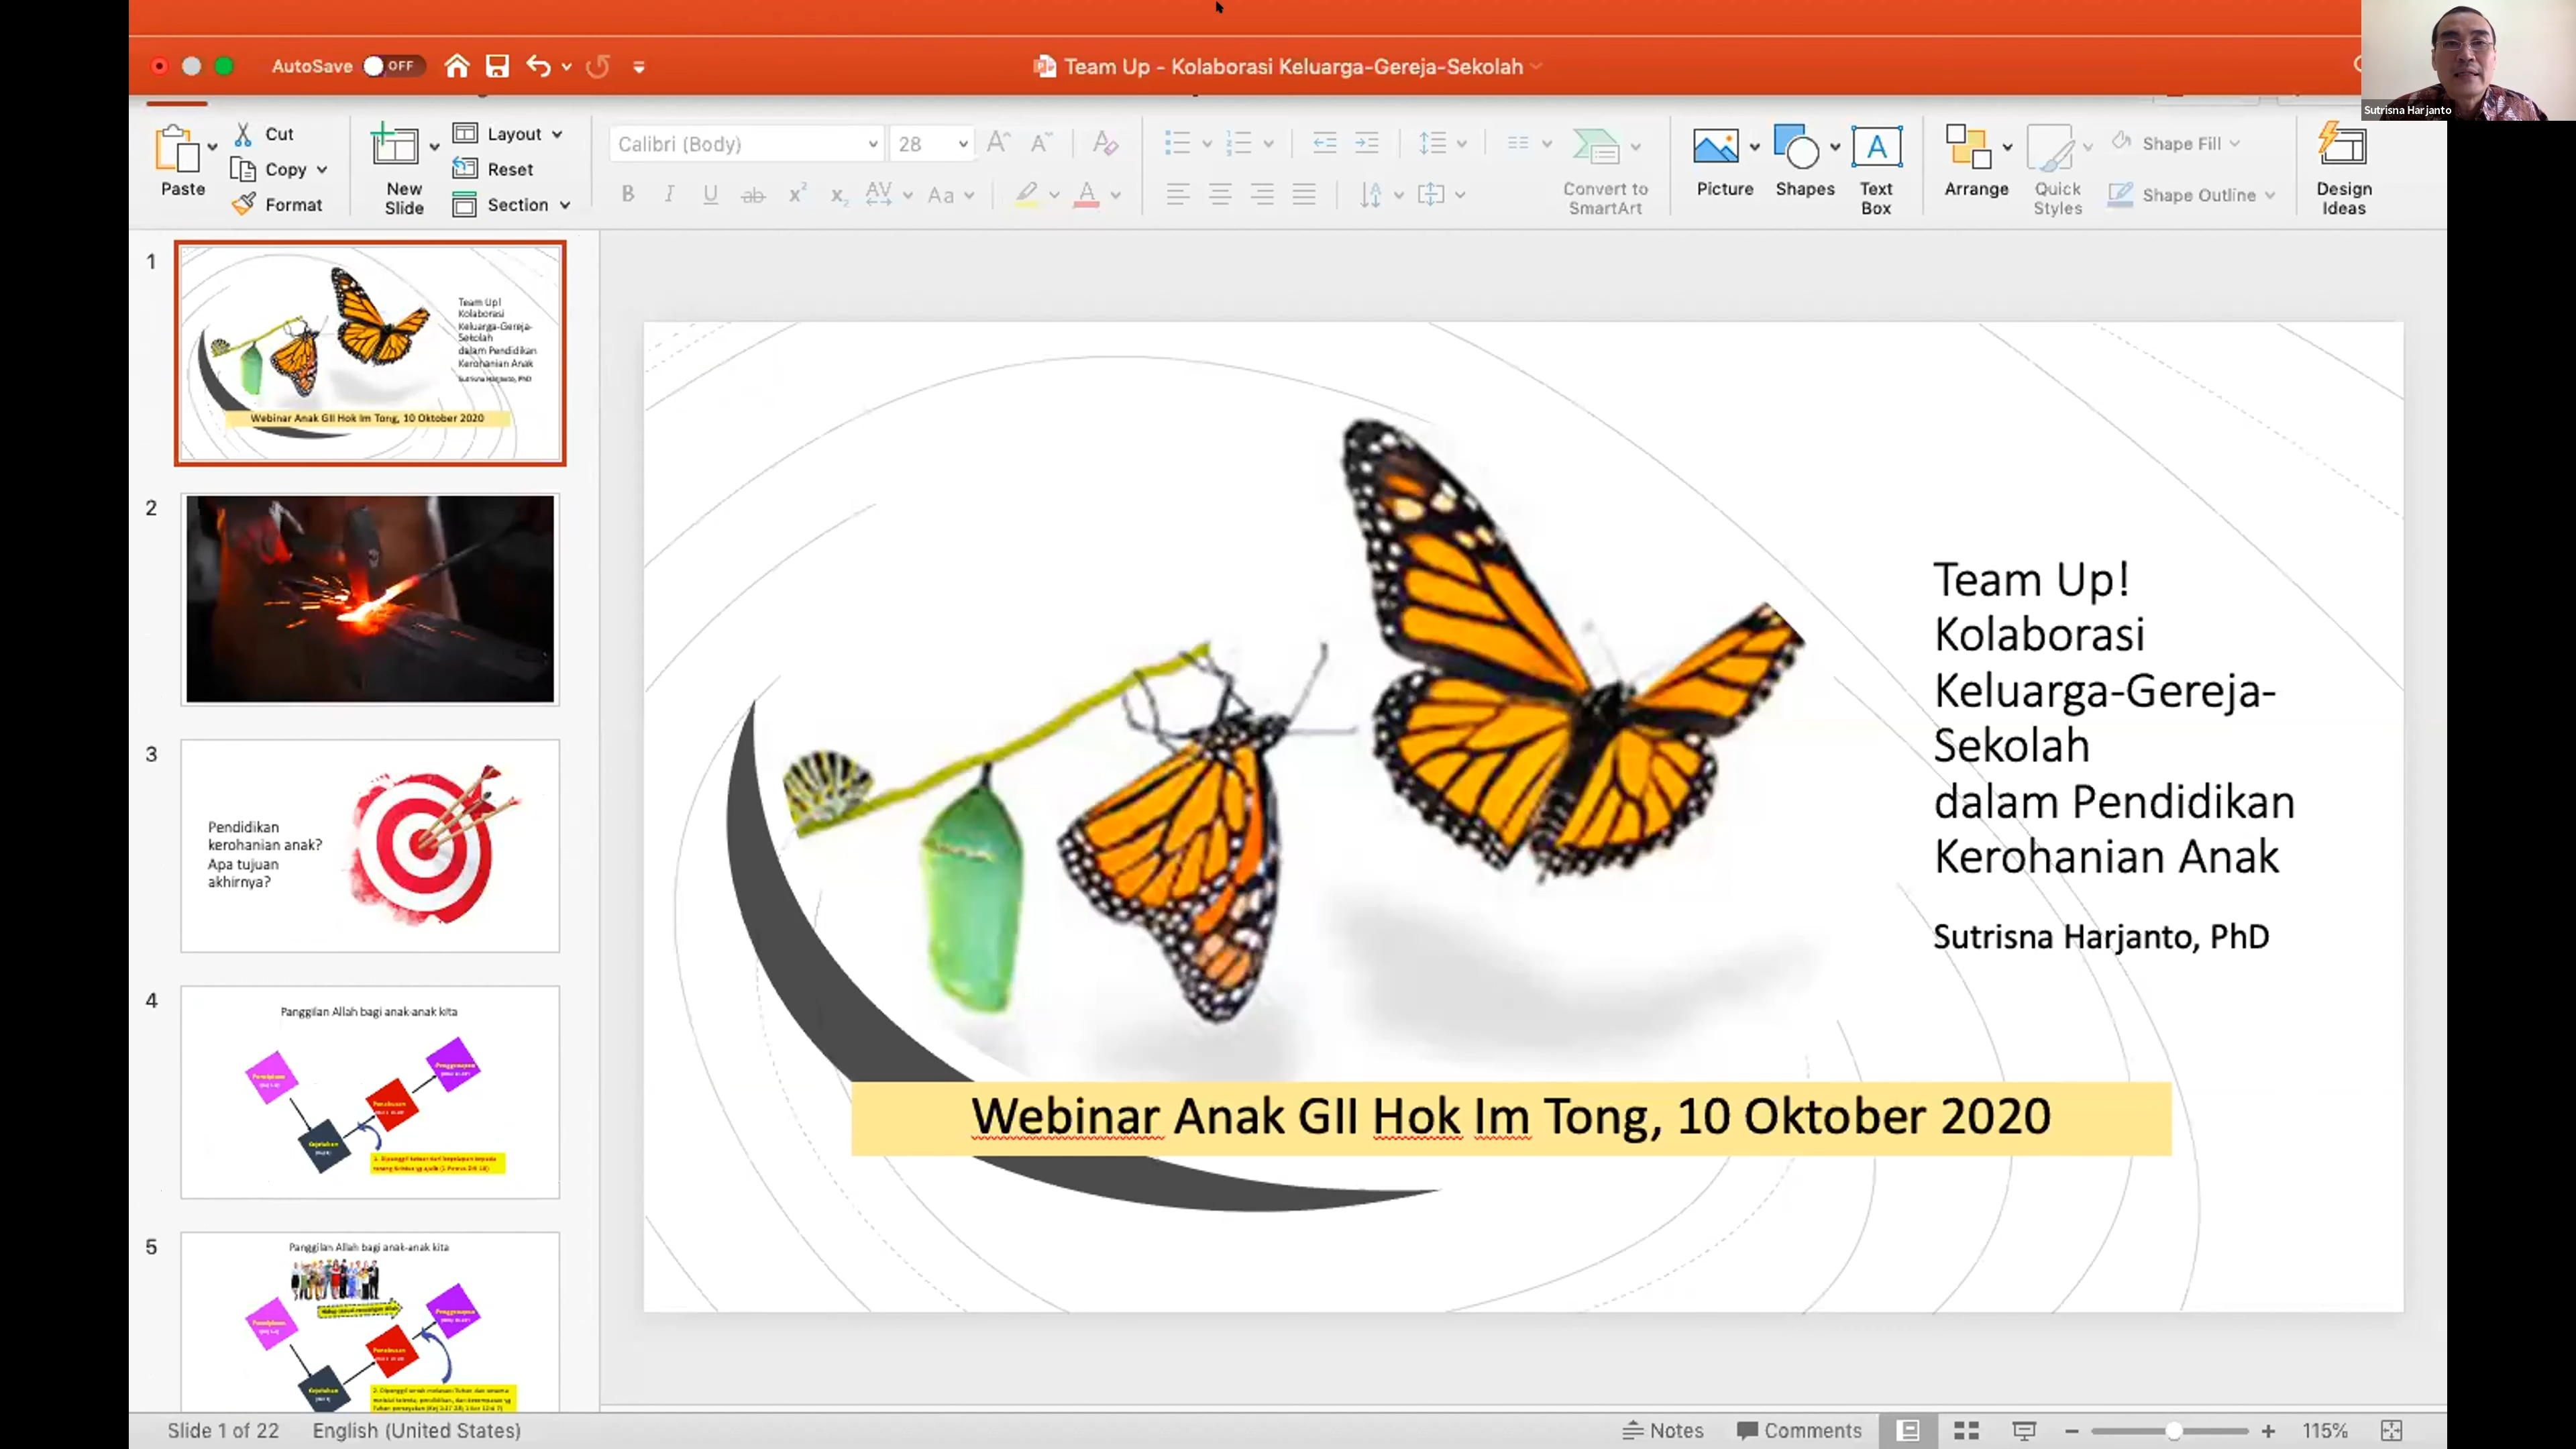 AutoSave OFF
Team Up - Kolaborasi Keluarga-Gereja-Sekolah
Sutrisna Harjanto
Paste
Cut
Copy
Format
New
Slide
Layout
Reset
Section
Calibri (Body)
28
Convert to
SmartArt
Picture
Shapes
Text
Box
Arrange
Quick
Styles
Shape Fill
Shape Outline
Design
Ideas
1
Team Up!
Kolaborasi
Keluarga-Gereja-
Sekolah
dalam Pendidikan
Kerohanian Anak
Sutrisna Harjanto, PhD
Webinar Anak GII Hok Im Tong, 10 Oktober 2020
2
3
Pendidikan
kerohanian anak?
Apa tujuan
akhirnya?
4
Panggilan Allah bagi anak-anak kita
5
Panggilan Allah bagi anak-anak kita
Team Up!
Kolaborasi
Keluarga-Gereja-
Sekolah
dalam Pendidikan
Kerohanian Anak
Sutrisna Harjanto, PhD
Webinar Anak GII Hok Im Tong, 10 Oktober 2020
Slide 1 of 22
English (United States)
Notes
Comments
115%